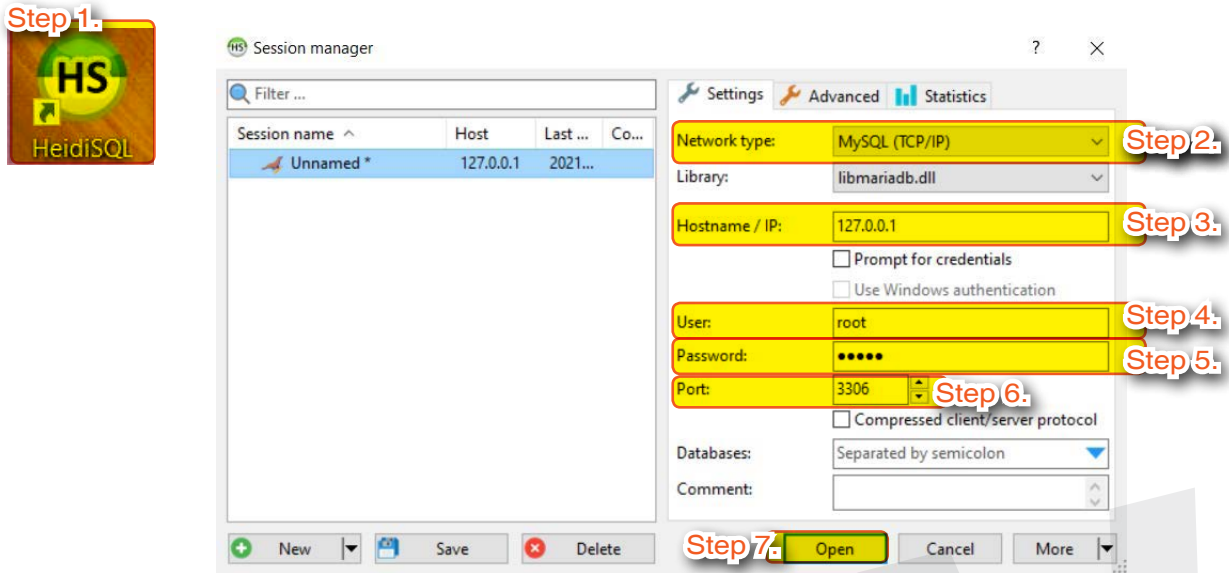 Step 1.
HS
HeidiSQL
HS Session manager
Filter ...
Session name Host Last ... Co...
Unnamed * 127.0.0.1 2021...
New Save Delete
Settings Advanced Statistics
Network type: MySQL (TCP/IP) Step 2.
Library: libmariadb.dll
Hostname / IP: 127.0.0.1 Step 3.
Prompt for credentials
Use Windows authentication
User: root Step 4.
Password: ●●●●● Step 5.
Port: 3306 Step 6.
Compressed client/server protocol
Databases: Separated by semicolon
Comment:
Step 7. Open Cancel More